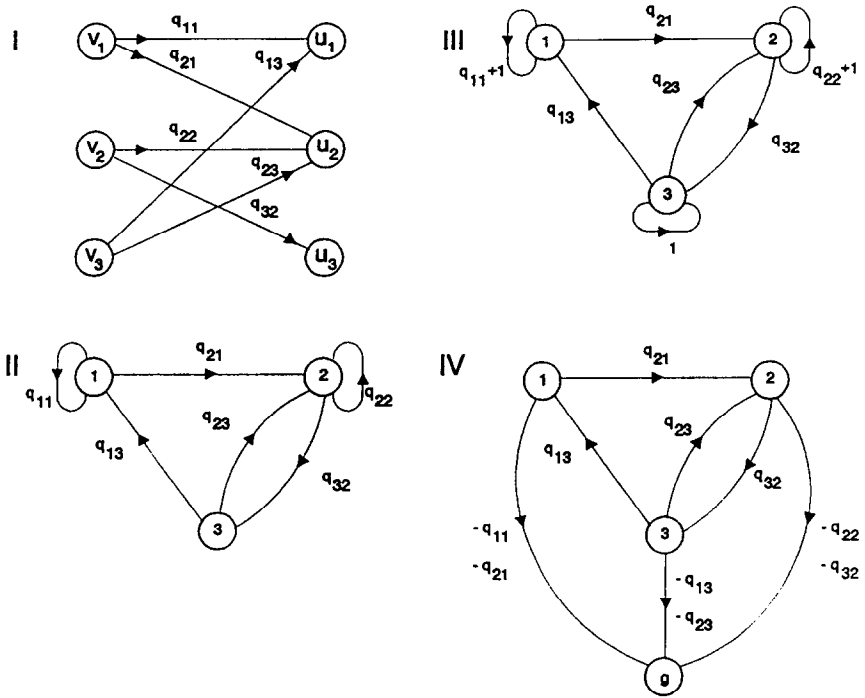 I
v₁
q₁₁
u₁
q₂₁
q₁₃
v₂
q₂₂
u₂
q₂₃
q₃₂
v₃
u₃
III
1
q₂₁
2
q₁₁+1
q₂₂+1
q₂₃
q₁₃
q₃₂
3
1
II
1
q₂₁
2
q₁₁
q₂₂
q₂₃
q₁₃
q₃₂
3
IV
1
q₂₁
2
q₂₃
q₁₃
q₃₂
3
-q₁₁
-q₂₁
-q₁₃
-q₂₃
-q₂₂
-q₃₂
g